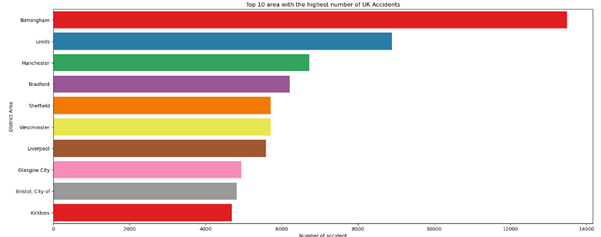 Top 10 area with the highest number of UK Accidents
Birmingham
Leeds
Manchester
Bradford
Sheffield
Westminster
Liverpool
Glasgow City
Bristol, City of
Kirklees
District Area
0 2000 4000 6000 8000 10000 12000 14000
Number of accident